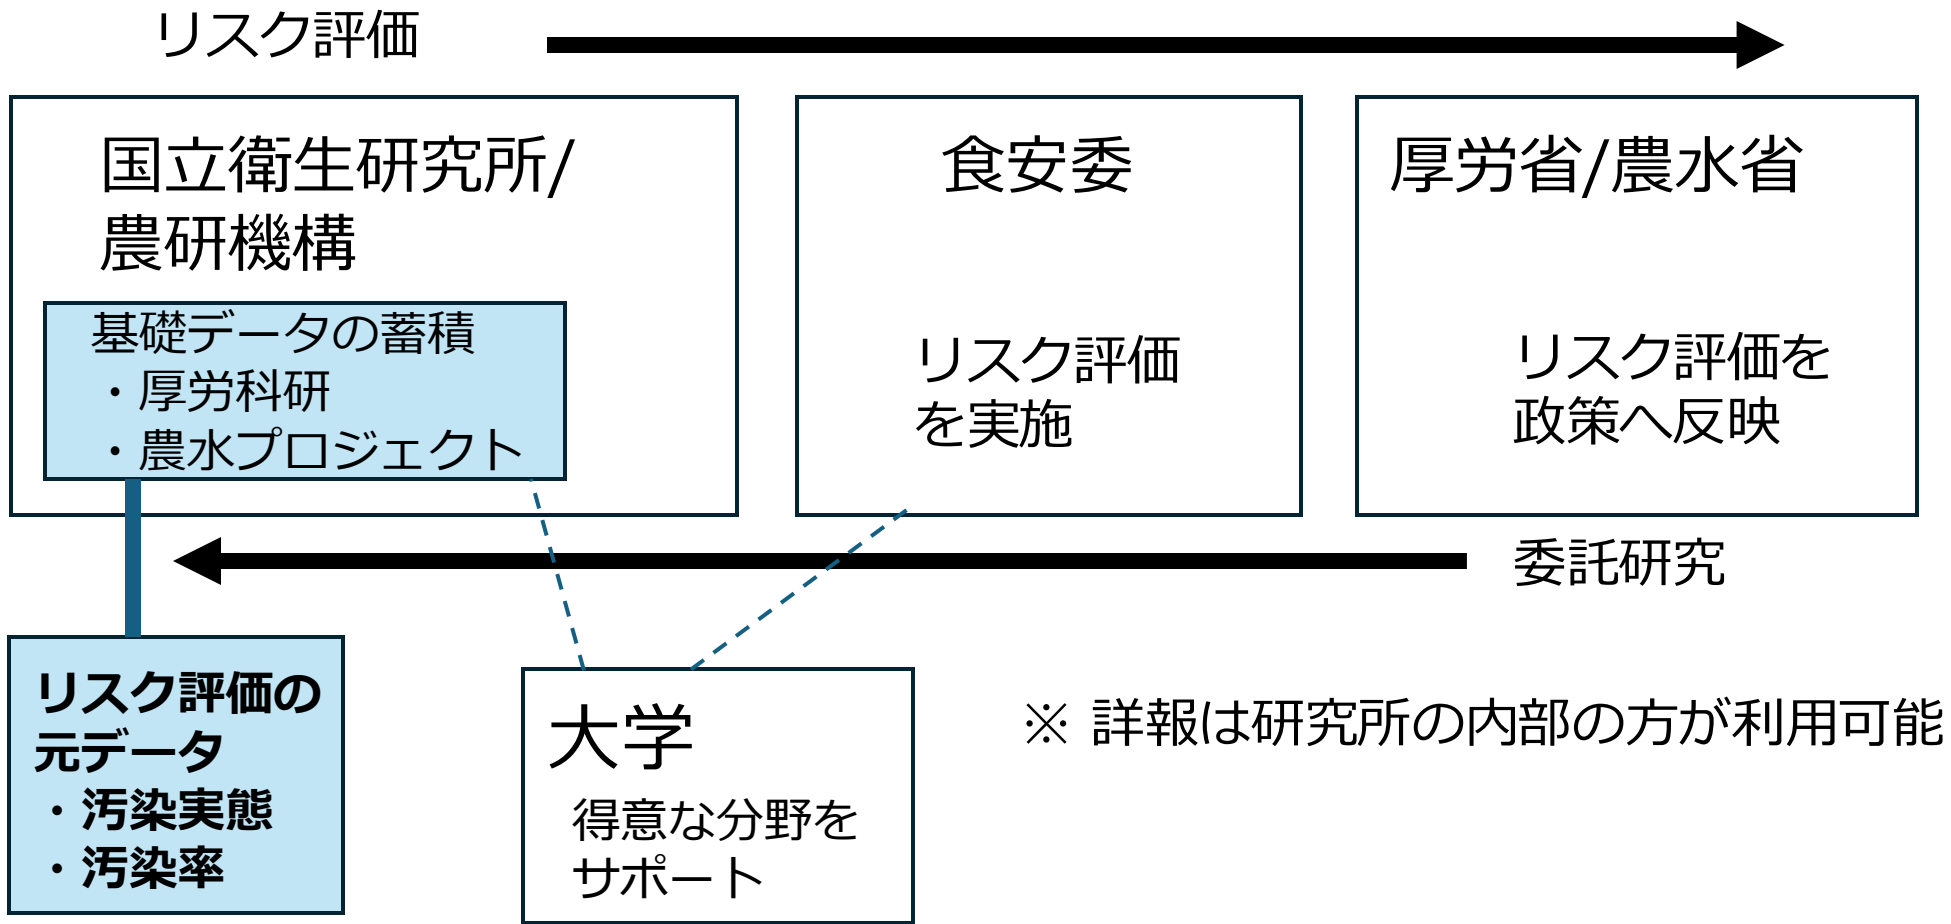 リスク評価
国立衛生研究所/
農研機構
基礎データの蓄積
・厚労科研
・農水プロジェクト
食安委
リスク評価
を実施
厚労省/農水省
リスク評価を
政策へ反映
委託研究
リスク評価の
元データ
・汚染実態
・汚染率
大学
得意な分野を
サポート
※ 詳報は研究所の内部の方が利用可能